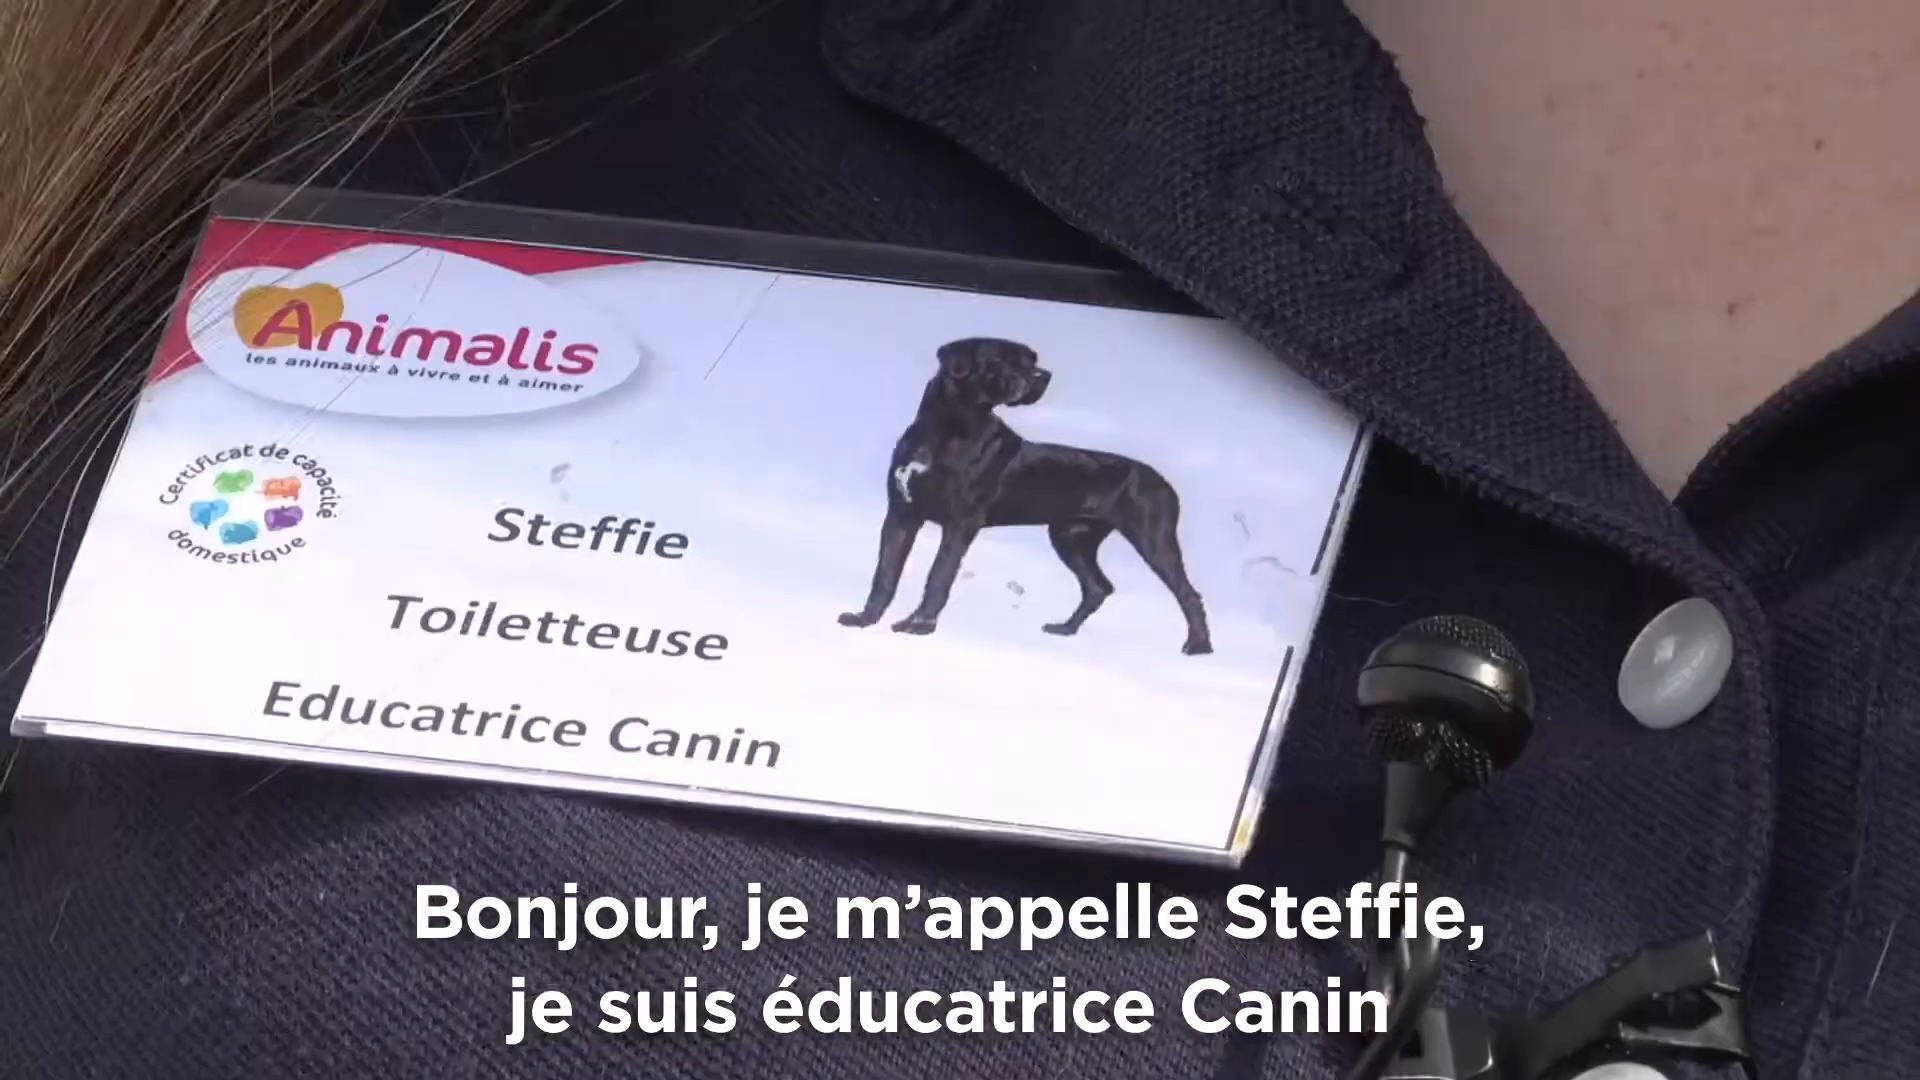 Animalis
les animaux à vivre et à aimer
Certificat de capacité
domestique
Steffie
Toiletteuse
Educatrice Canin
Bonjour, je m’appelle Steffie,
je suis éducatrice Canin